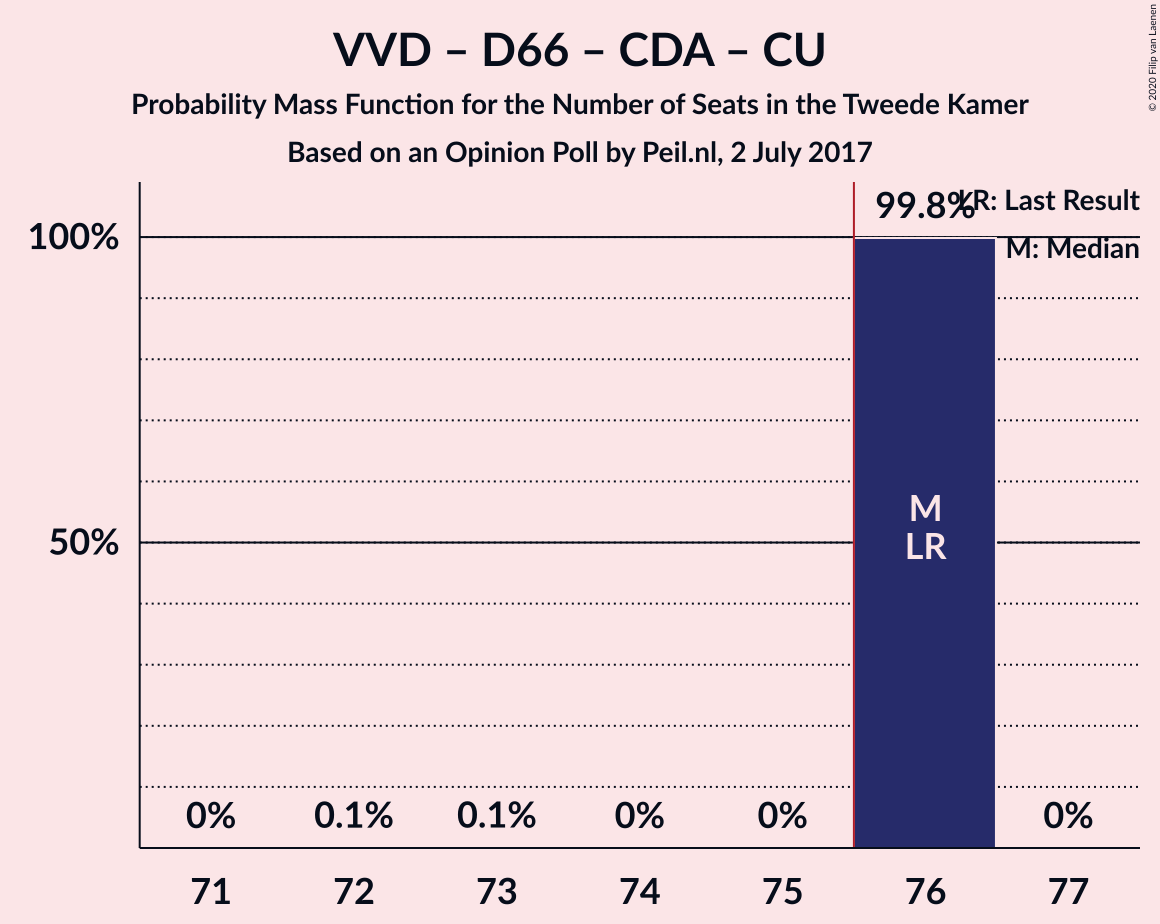 VVD – D66 – CDA – CU
Probability Mass Function for the Number of Seats in the Tweede Kamer
Based on an Opinion Poll by Peil.nl, 2 July 2017
© 2020 Filip van Laenen
LR: Last Result
M: Median
99.8%
100%
50%
M
LR
0% 0.1% 0.1% 0% 0% 0%
71 72 73 74 75 76 77